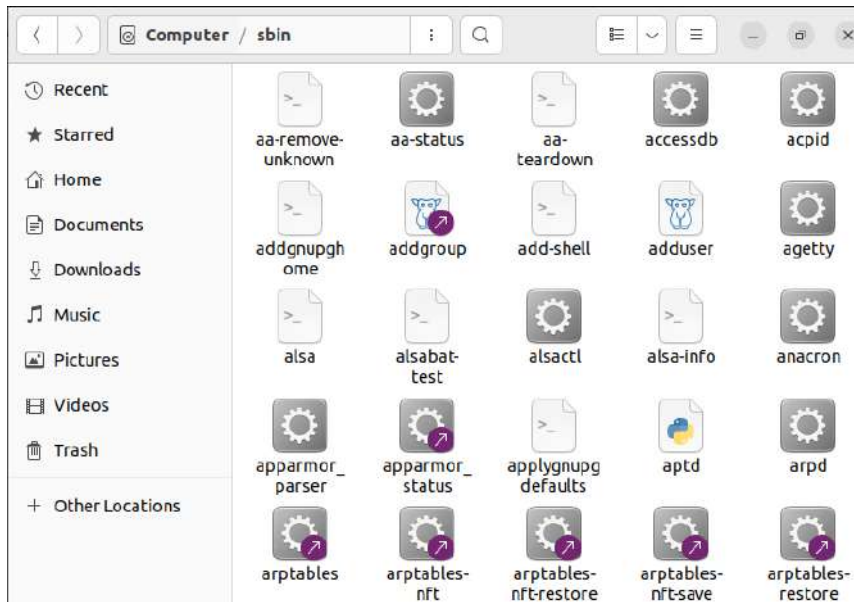 Computer / sbin
Recent
Starred
Home
Documents
Downloads
Music
Pictures
Videos
Trash
+ Other Locations
aa-remove-
unknown
aa-status
aa-
teardown
accessdb
acpid
addgnupgh
ome
addgroup
add-shell
adduser
agetty
alsa
alsabat-
test
alsactl
alsa-info
anacron
apparmor_
parser
apparmor_
status
applygnupg
defaults
aptd
arpd
arptables
arptables-
nft
arptables-
nft-restore
arptables-
nft-save
arptables-
restore